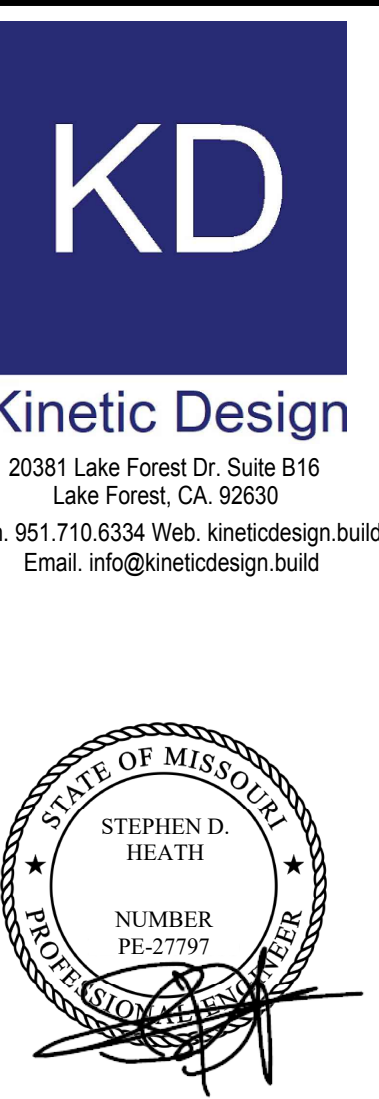 KD
Kinetic Design
20381 Lake Forest Dr. Suite B16
Lake Forest, CA. 92630
. 951.710.6334 Web. kineticdesign.build
Email. info@kineticdesign.build
STATE OF MISSOURI
STEPHEN D.
HEATH
NUMBER
PE-27797
PROFESSIONAL ENGINEER